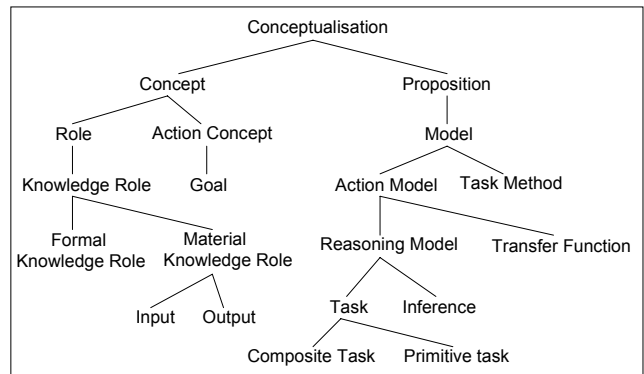 Conceptualisation
Concept
Proposition
Role
Action Concept
Model
Knowledge Role
Goal
Action Model
Task Method
Formal
Knowledge Role
Material
Knowledge Role
Reasoning Model
Transfer Function
Input
Output
Task
Inference
Composite Task
Primitive task